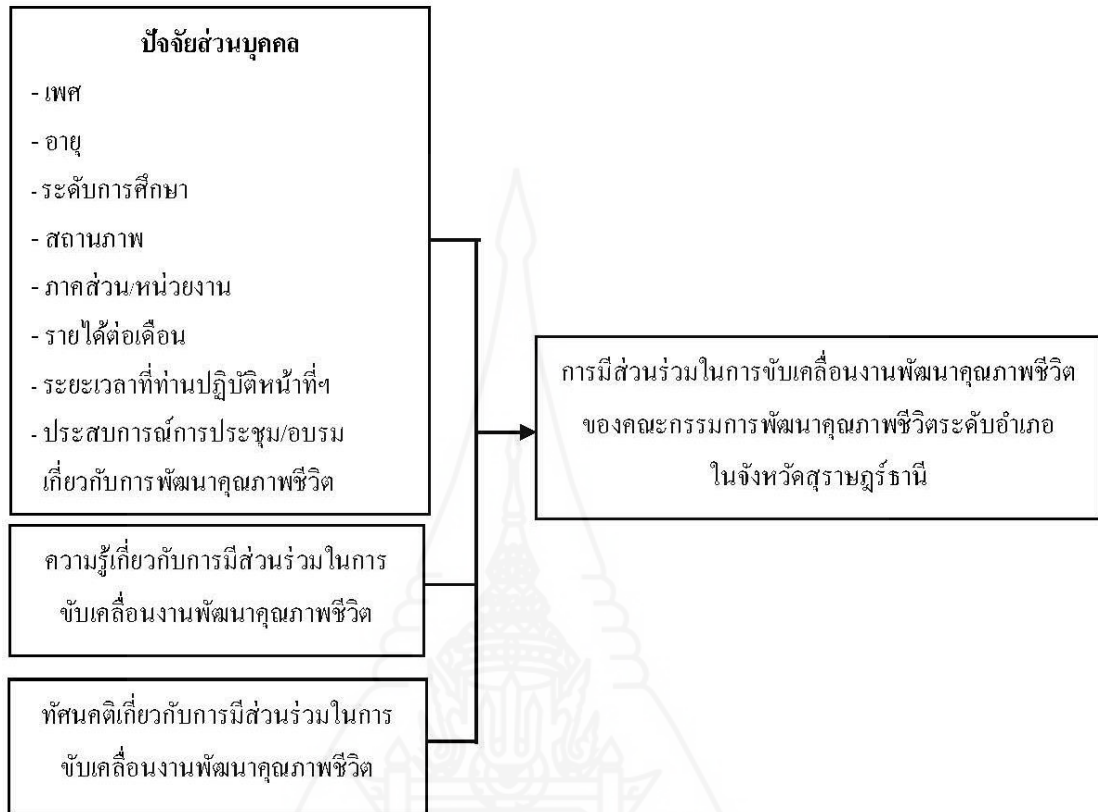 ปัจจัยส่วนบุคคล
- เพศ
- อายุ
- ระดับการศึกษา
- สถานภาพ
- ภาคส่วน/หน่วยงาน
- รายได้ต่อเดือน
- ระยะเวลาที่ท่านปฏิบัติหน้าที่ฯ
- ประสบการณ์การประชุม/อบรม
เกี่ยวกับการพัฒนาคุณภาพชีวิต
ความรู้เกี่ยวกับการมีส่วนร่วมในการ
ขับเคลื่อนงานพัฒนาคุณภาพชีวิต
ทัศนคติเกี่ยวกับการมีส่วนร่วมในการ
ขับเคลื่อนงานพัฒนาคุณภาพชีวิต
การมีส่วนร่วมในการขับเคลื่อนงานพัฒนาคุณภาพชีวิต
ของคณะกรรมการพัฒนาคุณภาพชีวิตระดับอำเภอ
ในจังหวัดสุราษฎร์ธานี